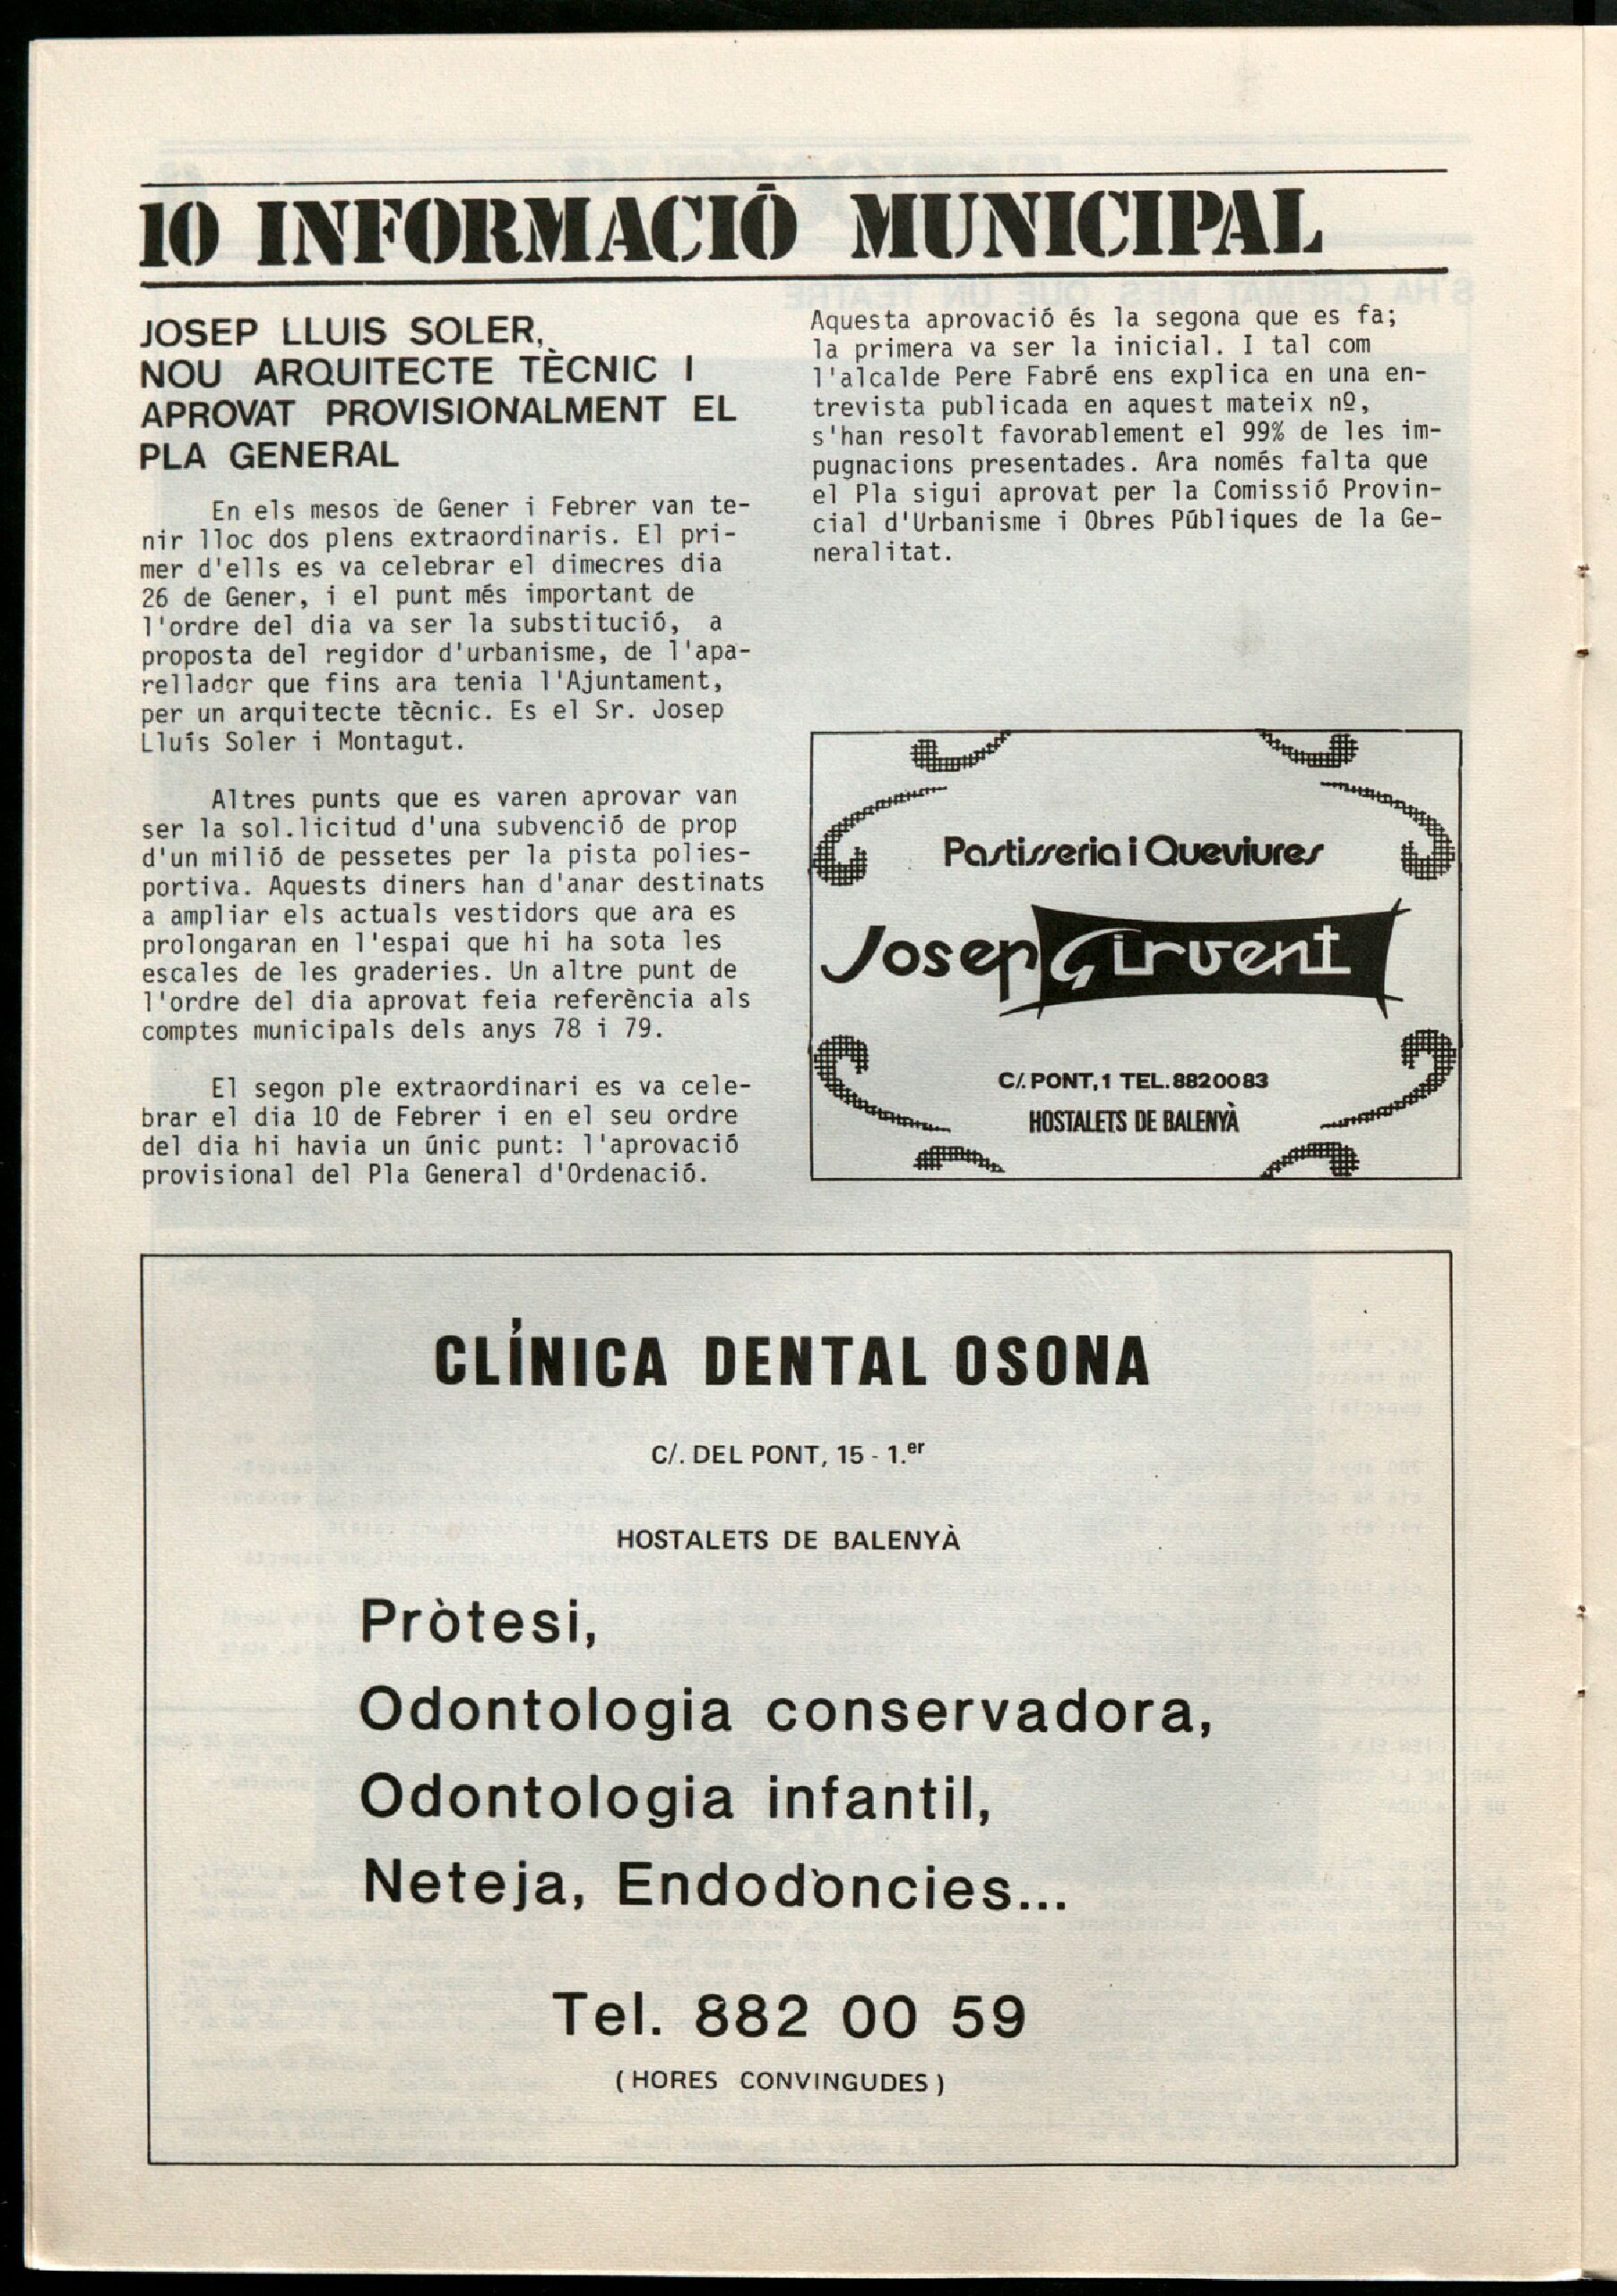 10 INFORMACIÓ MUNICIPAL
JOSEP LLUIS SOLER,
NOU ARQUITECTE TÈCNIC I
APROVAT PROVISIONALMENT EL
PLA GENERAL
En els mesos de Gener i Febrer van te-
nir lloc dos plens extraordinaris. El pri-
mer d'ells es va celebrar el dimecres dia
26 de Gener, i el punt més important de
l'ordre del dia va ser la substitució, a
proposta del regidor d'urbanisme, de l'apa-
rellador que fins ara tenia l'Ajuntament,
per un arquitecte tècnic. Es el Sr. Josep
Lluís Soler i Montagut.
Altres punts que es varen aprovar van
ser la sol.licitud d'una subvenció de prop
d'un milió de pessetes per la pista polies-
portiva. Aquests diners han d'anar destinats
a ampliar els actuals vestidors que ara es
prolongaran en l'espai que hi ha sota les
escales de les graderies. Un altre punt de
l'ordre del dia aprovat feia referència als
comptes municipals dels anys 78 i 79.
El segon ple extraordinari es va cele-
brar el dia 10 de Febrer i en el seu ordre
del dia hi havia un únic punt: l'aprovació
provisional del Pla General d'Ordenació.
Aquesta aprovació és la segona que es fa;
la primera va ser la inicial. I tal com
l'alcalde Pere Fabré ens explica en una en-
trevista publicada en aquest mateix nº,
s'han resolt favorablement el 99% de les im-
pugnacions presentades. Ara només falta que
el Pla sigui aprovat per la Comissió Provin-
cial d'Urbanisme i Obres Públiques de la Ge-
neralitat.
Pastisseria i Queviures
Josep Girvent
C/. PONT, 1 TEL. 8820083
HOSTALETS DE BALENYÀ
CLÍNICA DENTAL OSONA
C/. DEL PONT, 15 - 1.er
HOSTALETS DE BALENYÀ
Pròtesi,
Odontologia conservadora,
Odontologia infantil,
Neteja, Endodòncies...
Tel. 882 00 59
(HORES CONVINGUDES)